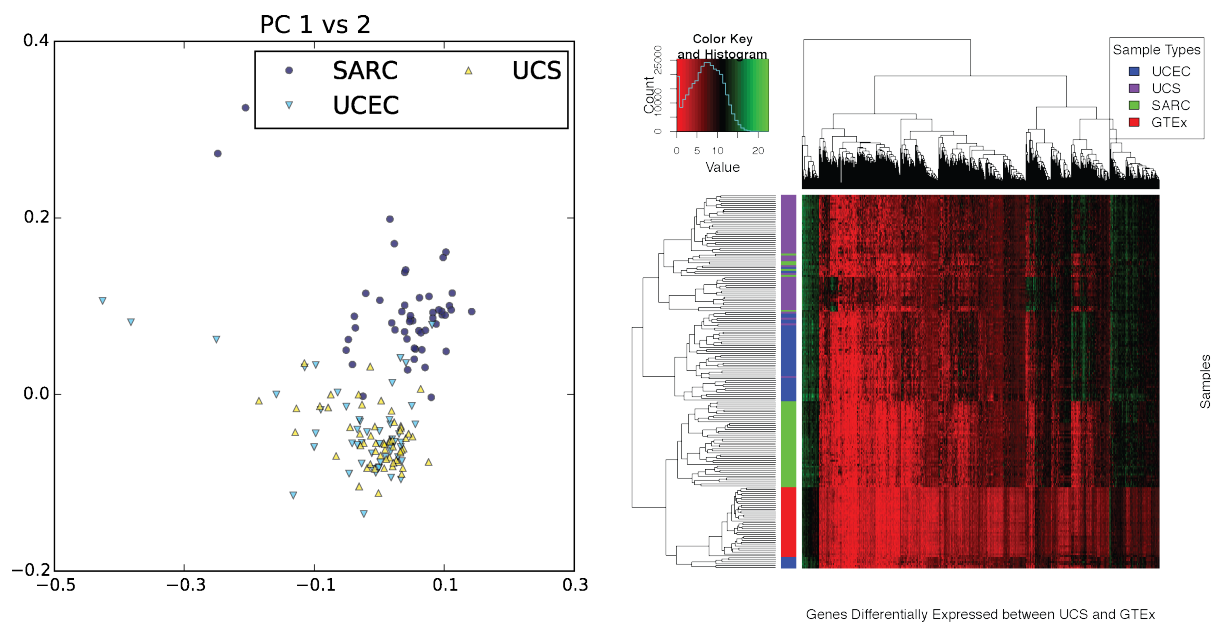 PC 1 vs 2
0.4
0.2
0.0
−0.2
−0.5
−0.3
−0.1
0.1
0.3
SARC
UCS
UCEC
Color Key
and Histogram
Count
0
10000
25000
0
5
10
20
Value
Sample Types
UCEC
UCS
SARC
GTEx
Samples
Genes Differentially Expressed between UCS and GTEx